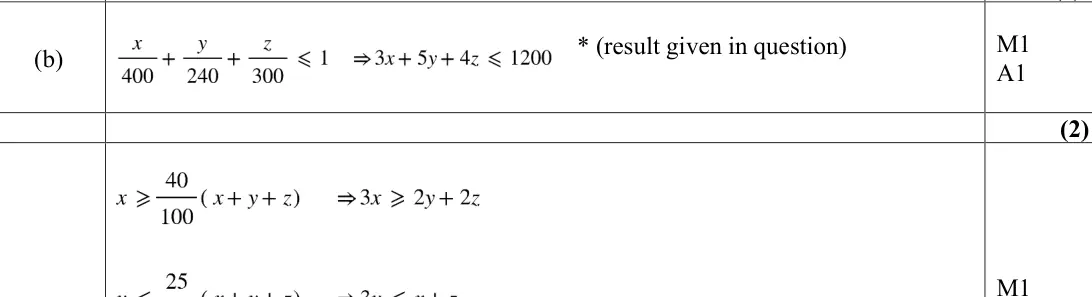 (b) x/400 + y/240 + z/300 ⩽ 1 ⇒ 3x + 5y + 4z ⩽ 1200 * (result given in question) M1
A1
(2)
x ⩾ 40/100 ( x + y + z ) ⇒ 3x ⩾ 2y + 2z
25 ( x + y + z ) M1